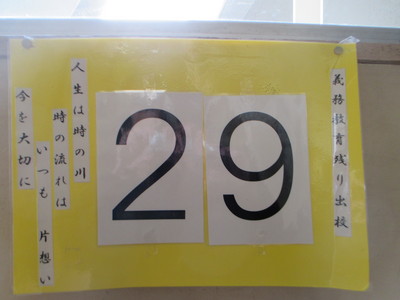 義務教育残り出校
29
人生は時の川
時の流れは
いつも 片想い
今を大切に